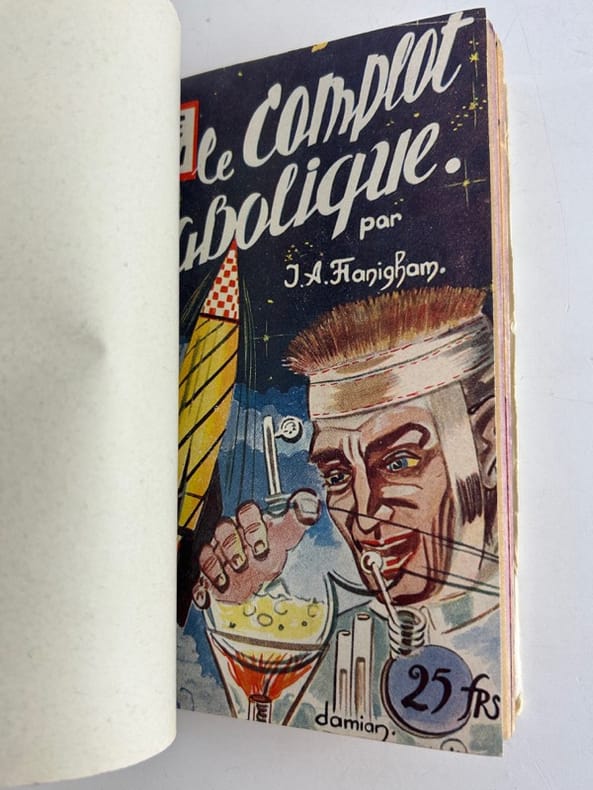 le complot
abolique.
par
J.A. Flanigham.
25 frs
damian.